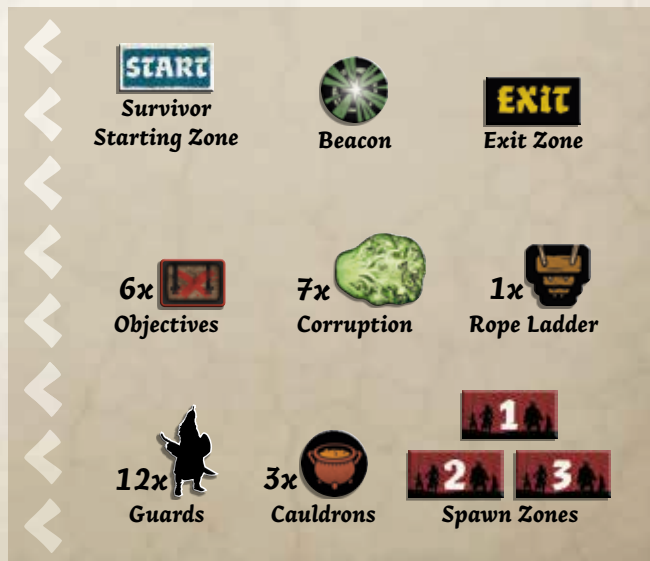 START
Survivor
Starting Zone
Beacon
EXIT
Exit Zone
6x
Objectives
7x
Corruption
1x
Rope Ladder
12x
Guards
3x
Cauldrons
1
2
3
Spawn Zones